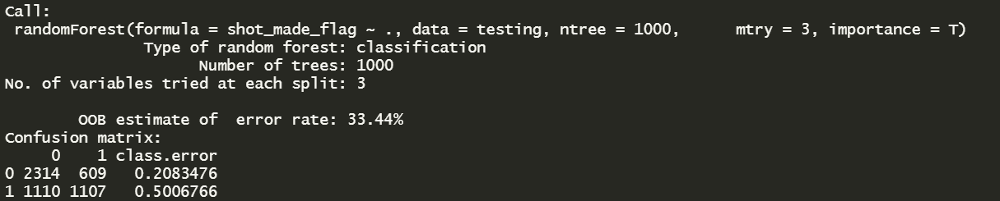 Call:
 randomForest(formula = shot_made_flag ~ ., data = testing, ntree = 1000,      mtry = 3, importance = T)
               Type of random forest: classification
                     Number of trees: 1000
No. of variables tried at each split: 3

        OOB estimate of  error rate: 33.44%
Confusion matrix:
     0    1 class.error
0 2314  609   0.2083476
1 1110 1107   0.5006766